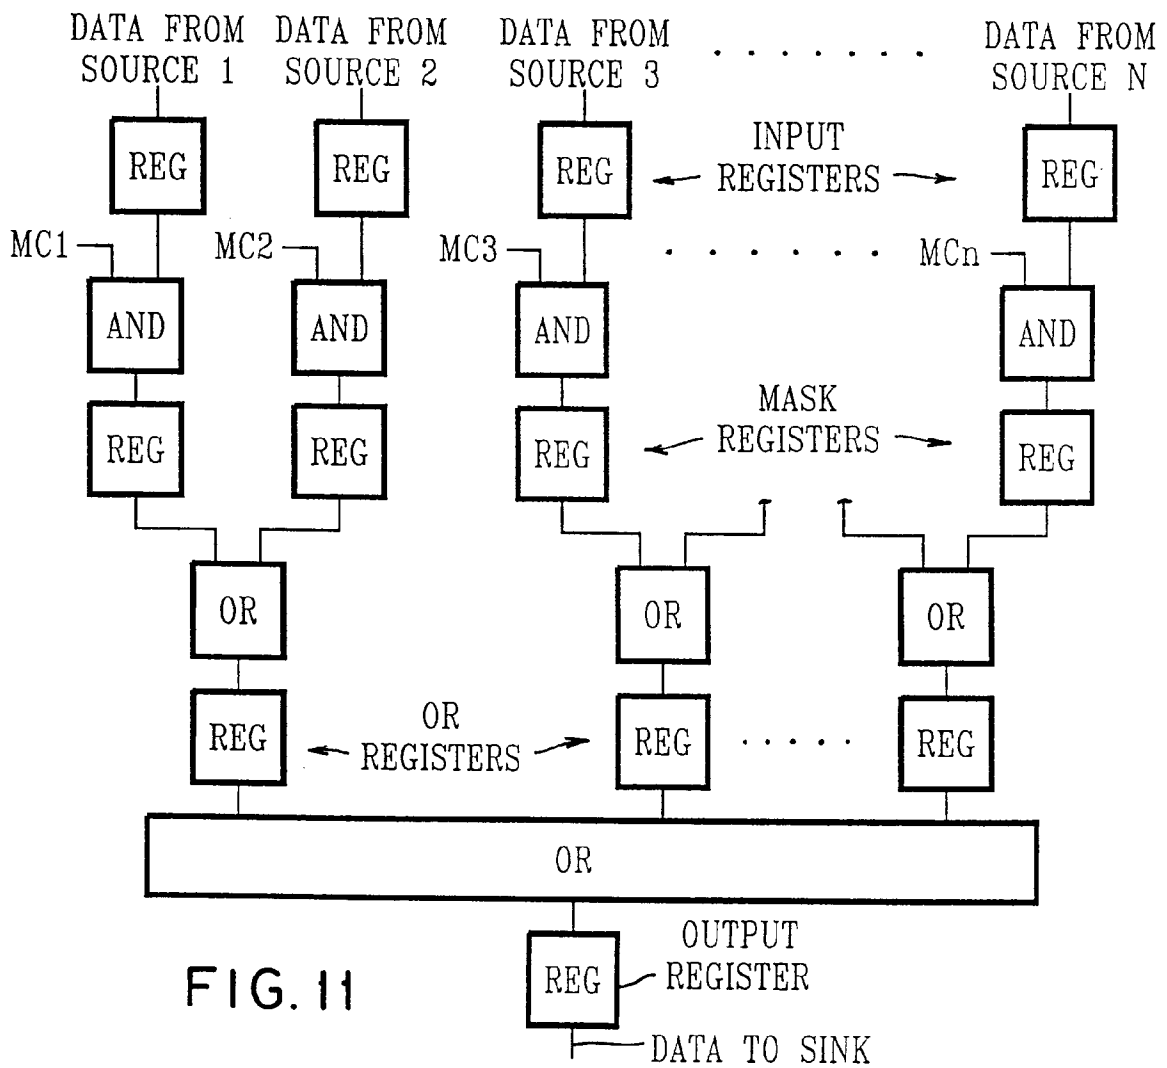 DATA FROM SOURCE 1
DATA FROM SOURCE 2
DATA FROM SOURCE 3
. . . . . . .
DATA FROM SOURCE N
REG
REG
REG
INPUT REGISTERS
REG
MC1
MC2
MC3
. . . . . .
MCn
AND
AND
AND
AND
REG
REG
REG
MASK REGISTERS
REG
OR
OR
OR
REG
OR REGISTERS
REG
. . . . .
REG
OR
REG
OUTPUT REGISTER
DATA TO SINK
FIG. 11